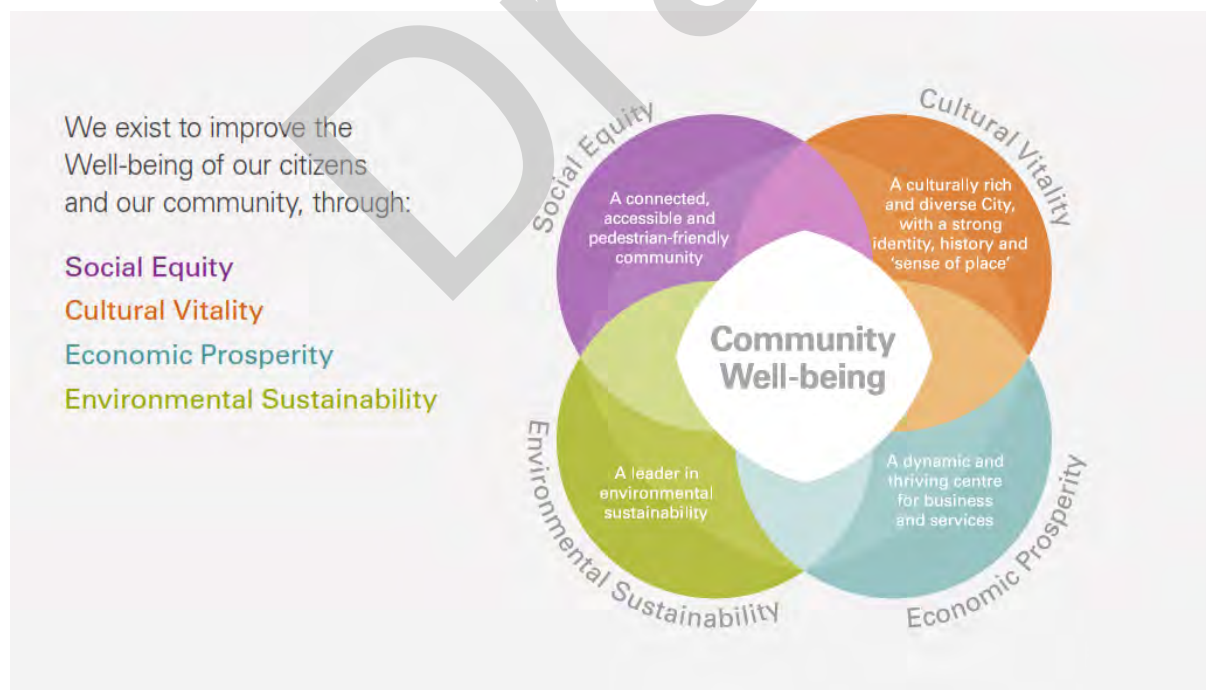 Dra
We exist to improve the
Well-being of our citizens
and our community, through:
Social Equity
Cultural Vitality
Economic Prosperity
Environmental Sustainability
Social Equity
A connected,
accessible and
pedestrian-friendly
community
Cultural Vitality
A culturally rich
and diverse City,
with a strong
identity, history and
‘sense of place’
Community
Well-being
Environmental Sustainability
A leader in
environmental
sustainability
Economic Prosperity
A dynamic and
thriving centre
for business
and services